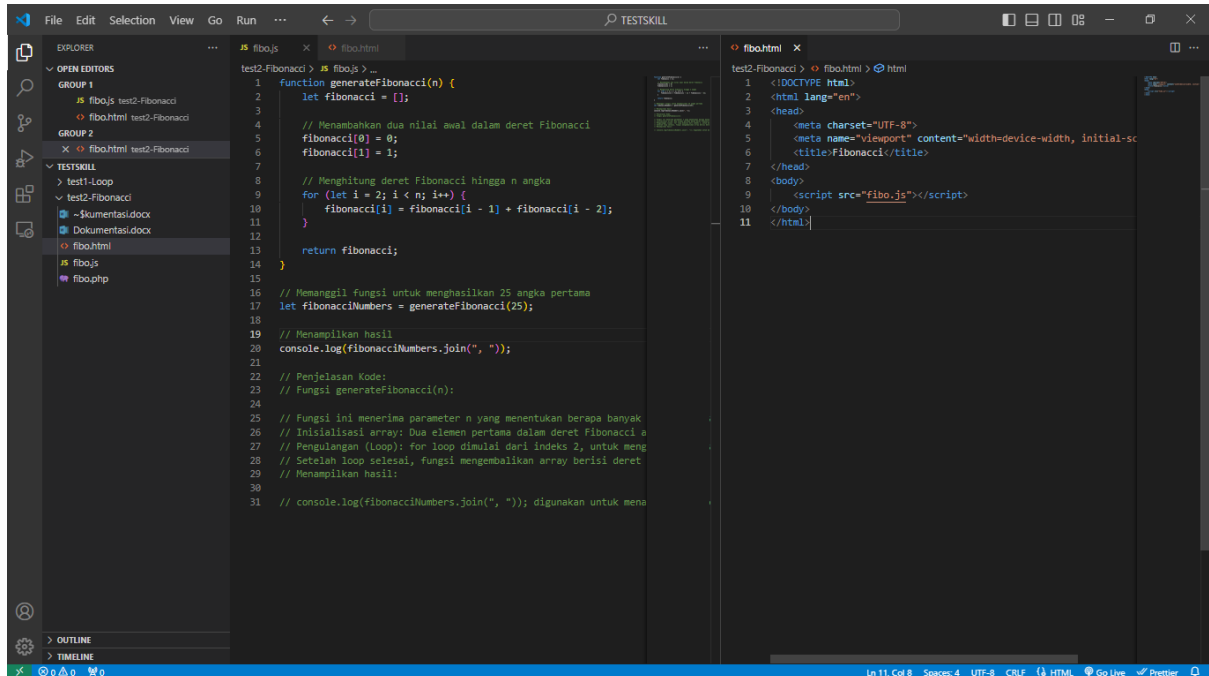 File Edit Selection View Go Run ··· TESTSKILL
EXPLORER ···
OPEN EDITORS
GROUP 1
JS fibo.js test2-Fibonacci
fibo.html test2-Fibonacci
GROUP 2
fibo.html test2-Fibonacci
TESTSKILL
test1-Loop
test2-Fibonacci
~$kumentasi.docx
Dokumentasi.docx
fibo.html
JS fibo.js
fibo.php
OUTLINE
TIMELINE
JS fibo.js fibo.html ···
test2-Fibonacci > JS fibo.js > ...
1 function generateFibonacci(n) {
2 let fibonacci = [];
3
4 // Menambahkan dua nilai awal dalam deret Fibonacci
5 fibonacci[0] = 0;
6 fibonacci[1] = 1;
7
8 // Menghitung deret Fibonacci hingga n angka
9 for (let i = 2; i < n; i++) {
10 fibonacci[i] = fibonacci[i - 1] + fibonacci[i - 2];
11 }
12
13 return fibonacci;
14 }
15
16 // Memanggil fungsi untuk menghasilkan 25 angka pertama
17 let fibonacciNumbers = generateFibonacci(25);
18
19 // Menampilkan hasil
20 console.log(fibonacciNumbers.join(", "));
21
22 // Penjelasan Kode:
23 // Fungsi generateFibonacci(n):
24
25 // Fungsi ini menerima parameter n yang menentukan berapa banyak
26 // Inisialisasi array: Dua elemen pertama dalam deret Fibonacci a
27 // Pengulangan (Loop): for loop dimulai dari indeks 2, untuk meng
28 // Setelah loop selesai, fungsi mengembalikan array berisi deret
29 // Menampilkan hasil:
30
31 // console.log(fibonacciNumbers.join(", ")); digunakan untuk mena
fibo.html ···
test2-Fibonacci > fibo.html > html
1 <!DOCTYPE html>
2 <html lang="en">
3 <head>
4 <meta charset="UTF-8">
5 <meta name="viewport" content="width=device-width, initial-sc
6 <title>Fibonacci</title>
7 </head>
8 <body>
9 <script src="fibo.js"></script>
10 </body>
11 </html>
0 0 0 Ln 11, Col 8 Spaces: 4 UTF-8 CRLF HTML Go Live Prettier